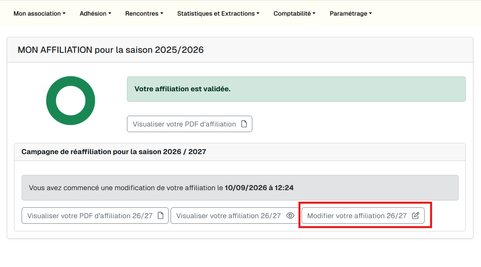 Mon association Adhésion Rencontres Statistiques et Extractions Comptabilité Paramétrage
MON AFFILIATION pour la saison 2025/2026
Votre affiliation est validée.
Visualiser votre PDF d'affiliation
Campagne de réaffiliation pour la saison 2026 / 2027
Vous avez commencé une modification de votre affiliation le 10/09/2026 à 12:24
Visualiser votre PDF d'affiliation 26/27 Visualiser votre affiliation 26/27 Modifier votre affiliation 26/27